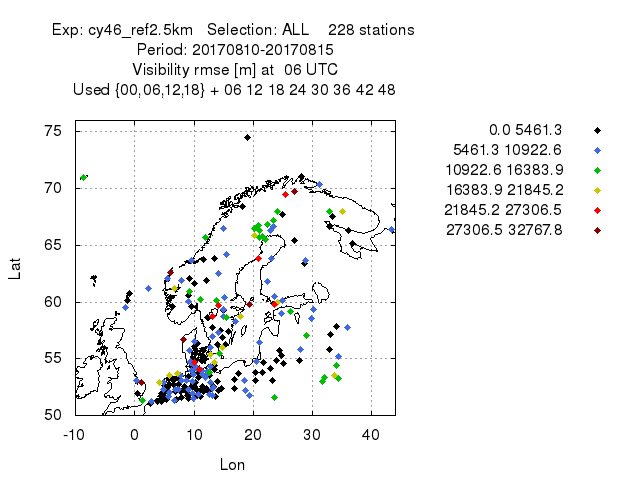 Exp: cy46_ref2.5km   Selection: ALL    228 stations
Period: 20170810-20170815
Visibility rmse [m] at  06 UTC
Used {00,06,12,18} + 06 12 18 24 30 36 42 48
0.0 5461.3
5461.3 10922.6
10922.6 16383.9
16383.9 21845.2
21845.2 27306.5
27306.5 32767.8
75
70
65
60
55
50
Lat
-10 0 10 20 30 40
Lon